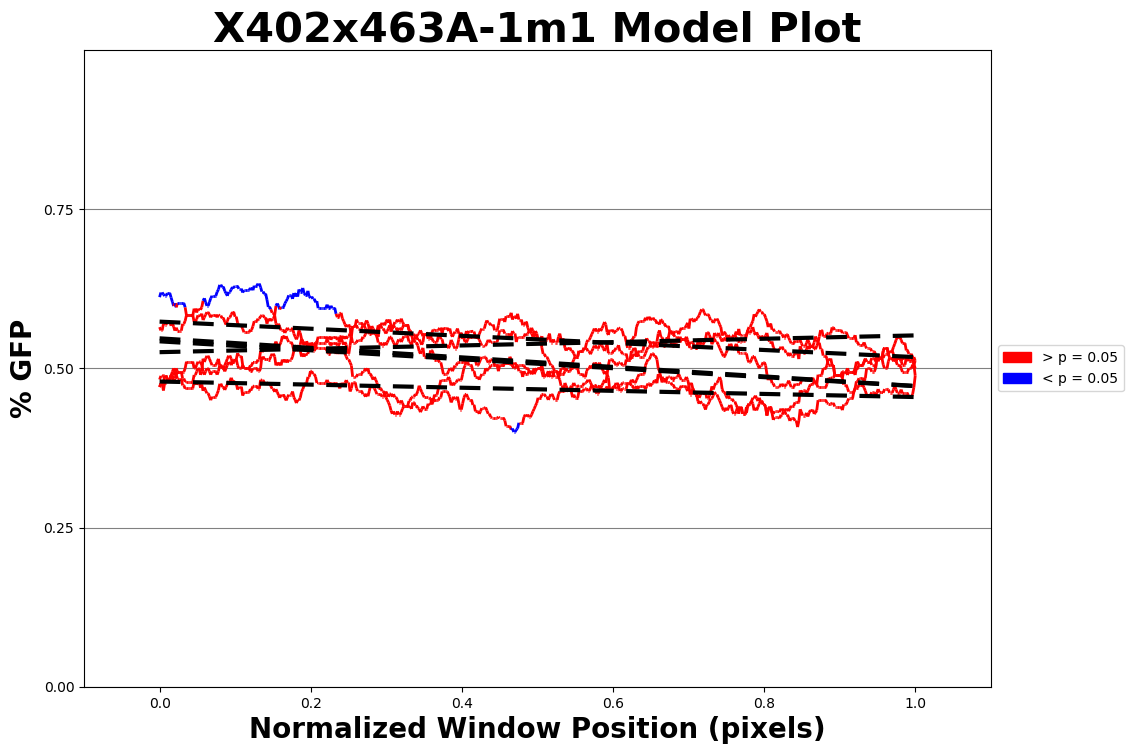 X402x463A-1m1 Model Plot
% GFP
0.75
0.50
0.25
0.00
0.0 0.2 0.4 0.6 0.8 1.0
Normalized Window Position (pixels)
> p = 0.05
< p = 0.05